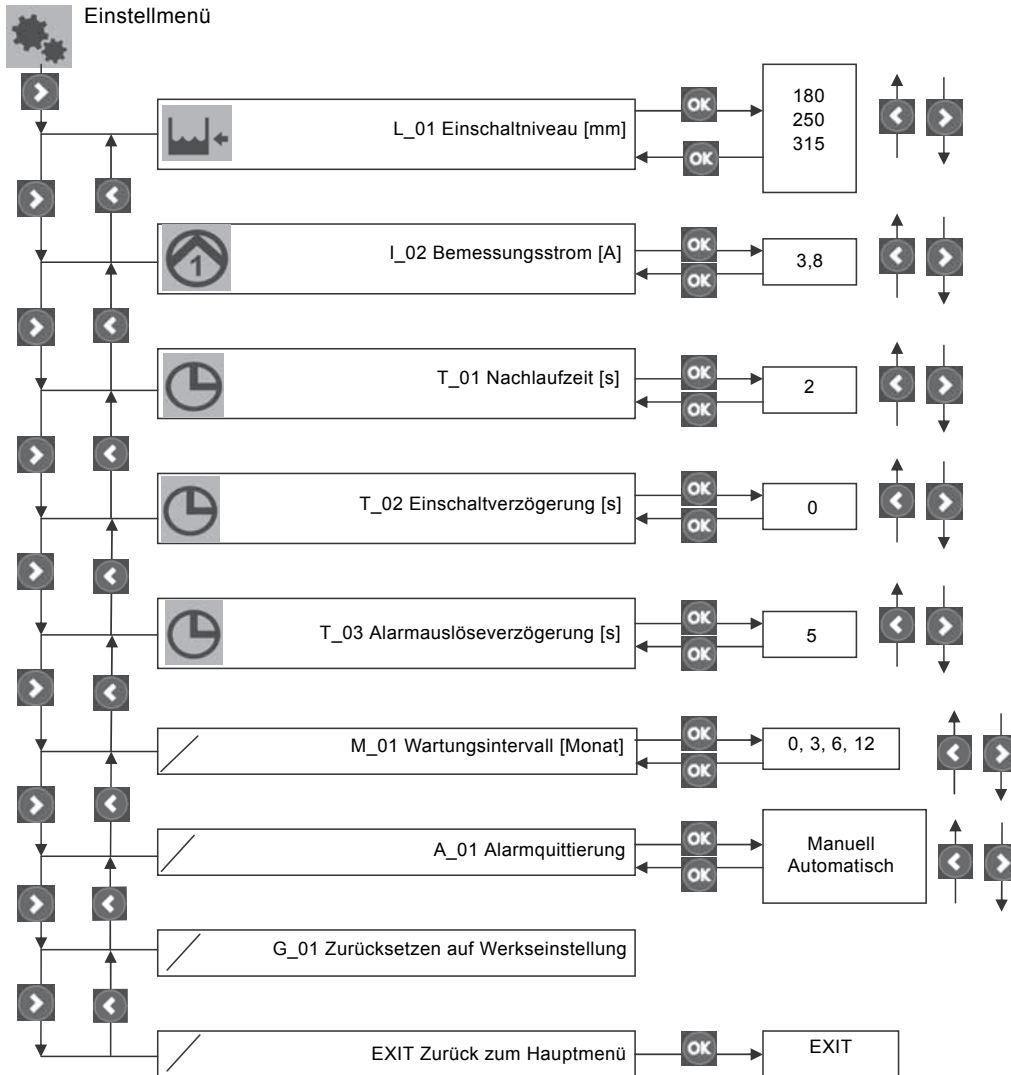 Einstellmenü
L_01 Einschaltniveau [mm]
OK
OK
180
250
315
I_02 Bemessungsstrom [A]
OK
OK
3,8
1
T_01 Nachlaufzeit [s]
OK
OK
2
T_02 Einschaltverzögerung [s]
OK
OK
0
T_03 Alarmauslöseverzögerung [s]
OK
OK
5
M_01 Wartungsintervall [Monat]
OK
OK
0, 3, 6, 12
A_01 Alarmquittierung
OK
OK
Manuell
Automatisch
G_01 Zurücksetzen auf Werkseinstellung
EXIT Zurück zum Hauptmenü
OK
EXIT